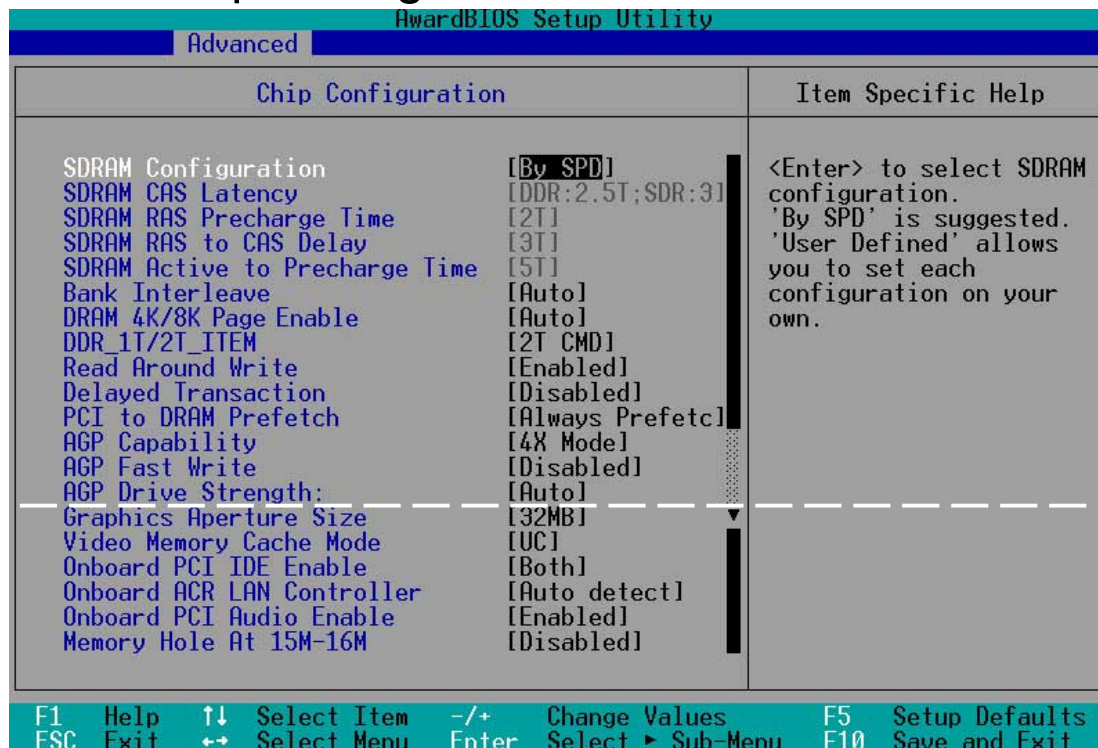 AwardBIOS Setup Utility
Advanced
Chip Configuration
Item Specific Help
SDRAM Configuration [By SPD]
SDRAM CAS Latency [DDR:2.5T;SDR:3]
SDRAM RAS Precharge Time [2T]
SDRAM RAS to CAS Delay [3T]
SDRAM Active to Precharge Time [5T]
Bank Interleave [Auto]
DRAM 4K/8K Page Enable [Auto]
DDR_1T/2T_ITEM [2T CMD]
Read Around Write [Enabled]
Delayed Transaction [Disabled]
PCI to DRAM Prefetch [Always Prefetc]
AGP Capability [4X Mode]
AGP Fast Write [Disabled]
AGP Drive Strength: [Auto]
Graphics Aperture Size [32MB]
Video Memory Cache Mode [UC]
Onboard PCI IDE Enable [Both]
Onboard ACR LAN Controller [Auto detect]
Onboard PCI Audio Enable [Enabled]
Memory Hole At 15M-16M [Disabled]
<Enter> to select SDRAM
configuration.
'By SPD' is suggested.
'User Defined' allows
you to set each
configuration on your
own.
F1 Help ↑↓ Select Item -/+ Change Values F5 Setup Defaults
ESC Exit ←→ Select Menu Enter Select ► Sub-Menu F10 Save and Exit